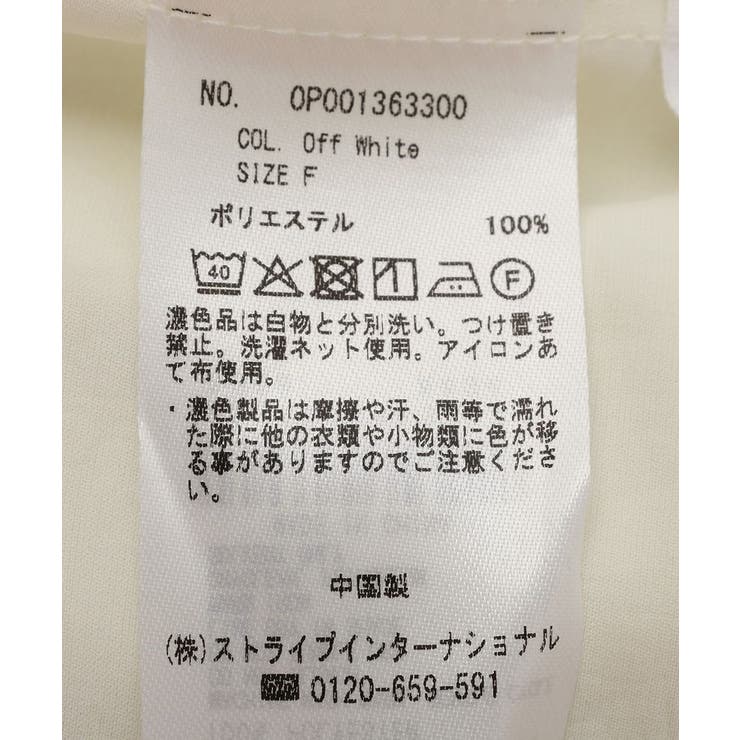 NO. OP001363300
COL. Off White
SIZE F
ポリエステル 100%
40 1 F
濃色品は白物と分別洗い。つけ置き
禁止。洗濯ネット使用。アイロンあ
て布使用。
・濃色製品は摩擦や汗、雨等で濡れ
た際に他の衣類や小物類に色が移
る事がありますのでご注意くださ
い。
中国製
(株)ストライプインターナショナル
0120-659-591